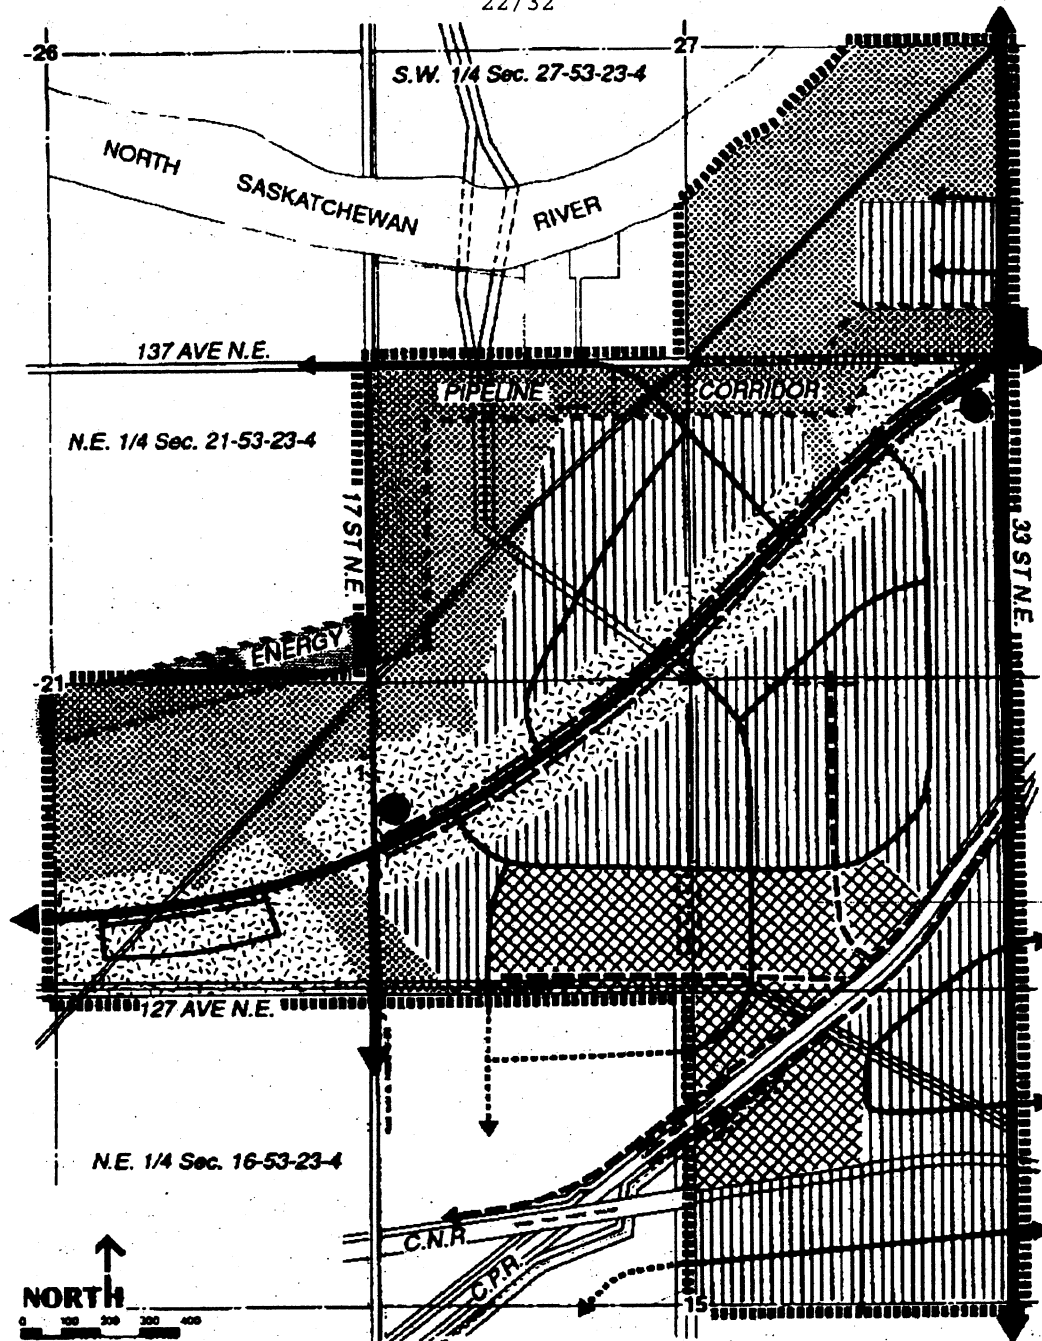 22/32
-26
27
S.W. 1/4 Sec. 27-53-23-4
NORTH
SASKATCHEWAN
RIVER
137 AVE N.E.
PIPELINE
CORRIDOR
N.E. 1/4 Sec. 21-53-23-4
17 ST N.E.
33 ST N.E.
ENERGY
-21
127 AVE N.E.
N.E. 1/4 Sec. 16-53-23-4
C.N.R.
C.P.R.
NORTH
15
0 100 200 300 400